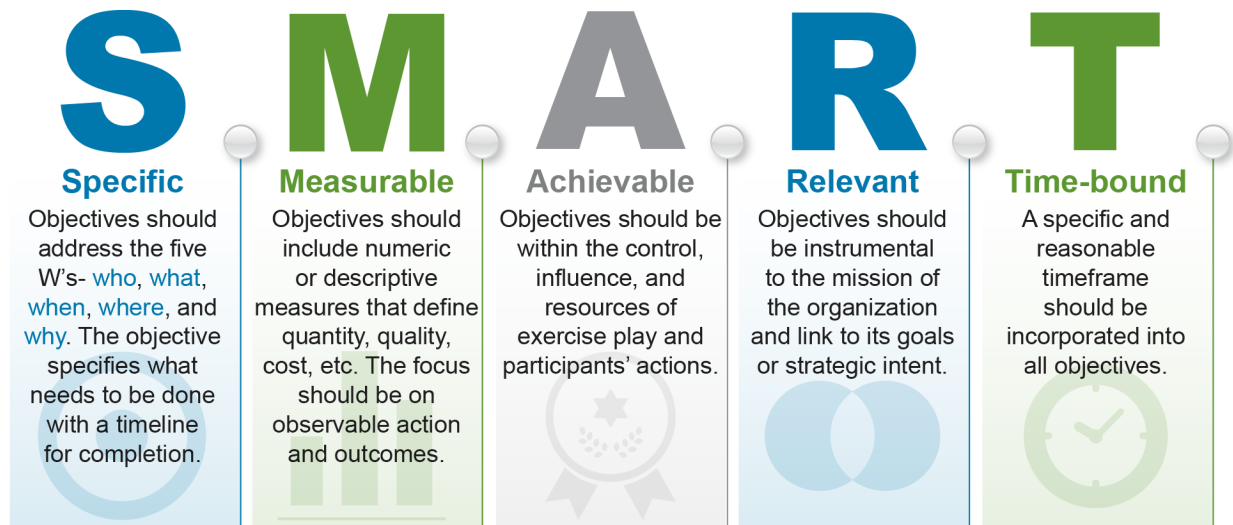 S
Specific
Objectives should
address the five
W's- who, what,
when, where, and
why. The objective
specifies what
needs to be done
with a timeline
for completion.
M
Measurable
Objectives should
include numeric
or descriptive
measures that define
quantity, quality,
cost, etc. The focus
should be on
observable action
and outcomes.
A
Achievable
Objectives should be
within the control,
influence, and
resources of
exercise play and
participants' actions.
R
Relevant
Objectives should
be instrumental
to the mission of
the organization
and link to its goals
or strategic intent.
T
Time-bound
A specific and
reasonable
timeframe
should be
incorporated into
all objectives.